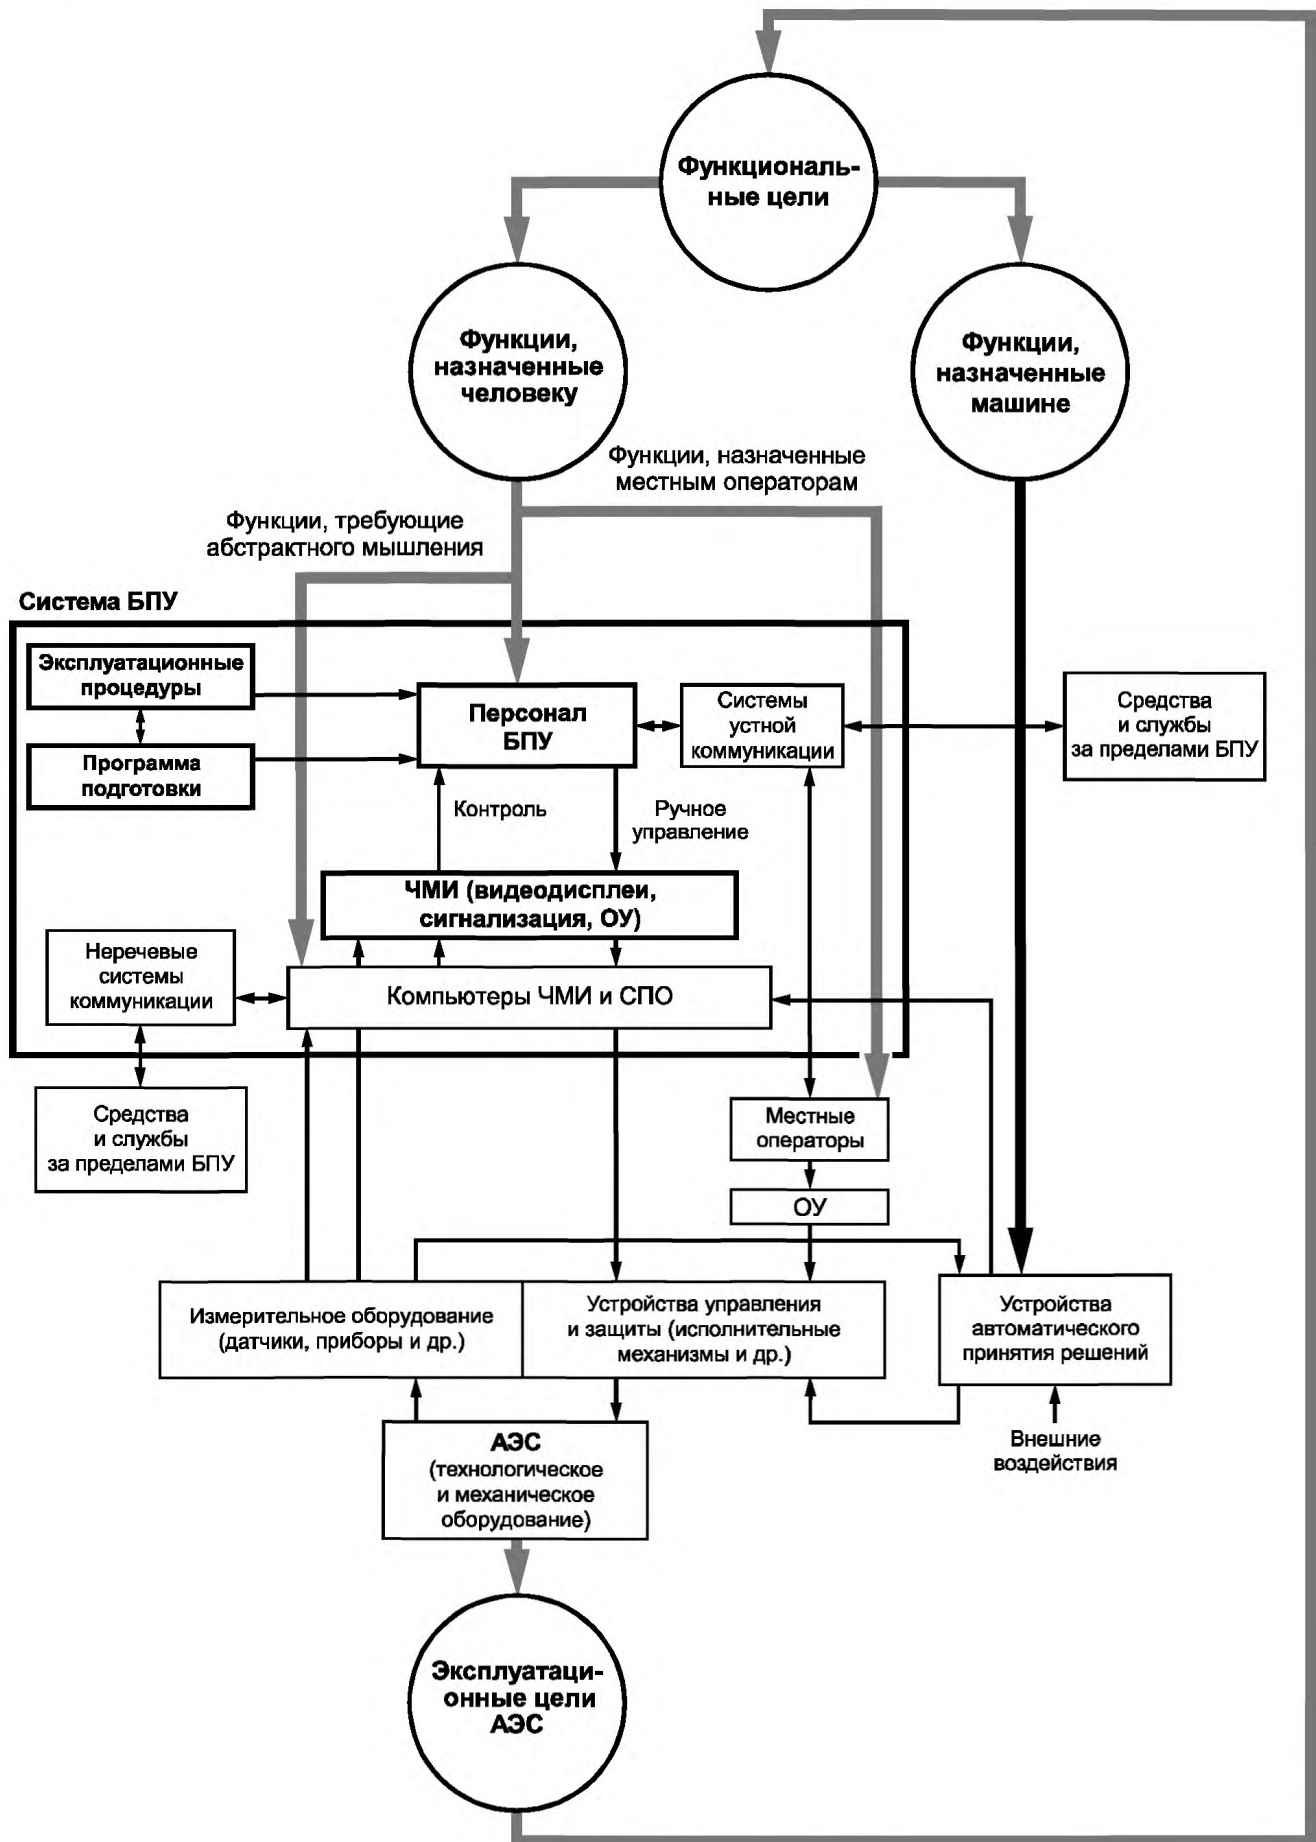 Функциональ-
ные цели
Функции,
назначенные
человеку
Функции,
назначенные
машине
Функции, назначенные
местным операторам
Функции, требующие
абстрактного мышления
Система БПУ
Эксплуатационные
процедуры
Программа
подготовки
Персонал
БПУ
Системы
устной
коммуникации
Средства
и службы
за пределами БПУ
Контроль
Ручное
управление
ЧМИ (видеодисплеи,
сигнализация, ОУ)
Неречевые
системы
коммуникации
Компьютеры ЧМИ и СПО
Средства
и службы
за пределами БПУ
Местные
операторы
ОУ
Измерительное оборудование
(датчики, приборы и др.)
Устройства управления
и защиты (исполнительные
механизмы и др.)
Устройства
автоматического
принятия решений
Внешние
воздействия
АЭС
(технологическое
и механическое
оборудование)
Эксплуатаци-
онные цели
АЭС